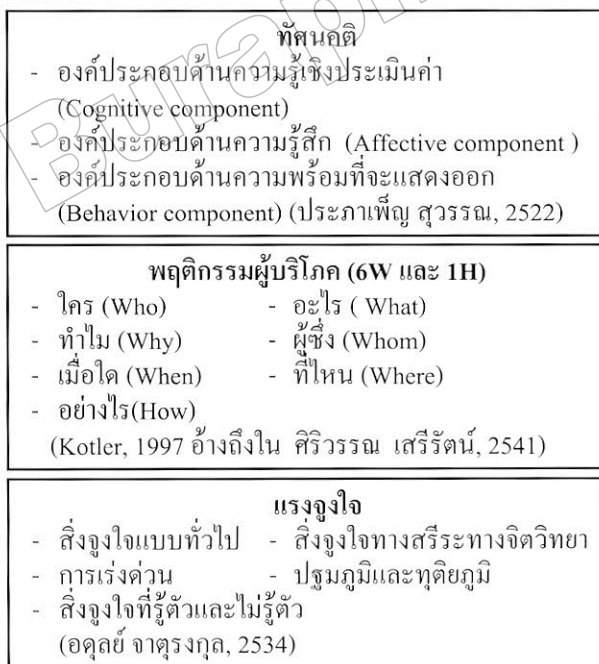 ทัศนคติ
- องค์ประกอบด้านความรู้เชิงประเมินค่า
(Cognitive component)
- องค์ประกอบด้านความรู้สึก (Affective component )
- องค์ประกอบด้านความพร้อมที่จะแสดงออก
(Behavior component) (ประภาเพ็ญ สุวรรณ, 2522)
พฤติกรรมผู้บริโภค (6W และ 1H)
- ใคร (Who) - อะไร ( What)
- ทำไม (Why) - ผู้ซึ่ง (Whom)
- เมื่อใด (When) - ที่ไหน (Where)
- อย่างไร(How)
(Kotler, 1997 อ้างถึงใน ศิริวรรณ เสรีรัตน์, 2541)
แรงจูงใจ
- สิ่งจูงใจแบบทั่วไป - สิ่งจูงใจทางสรีระทางจิตวิทยา
- การเร่งด่วน - ปฐมภูมิและทุติยภูมิ
- สิ่งจูงใจที่รู้ตัวและไม่รู้ตัว
(อดุลย์ จาตุรงกุล, 2534)